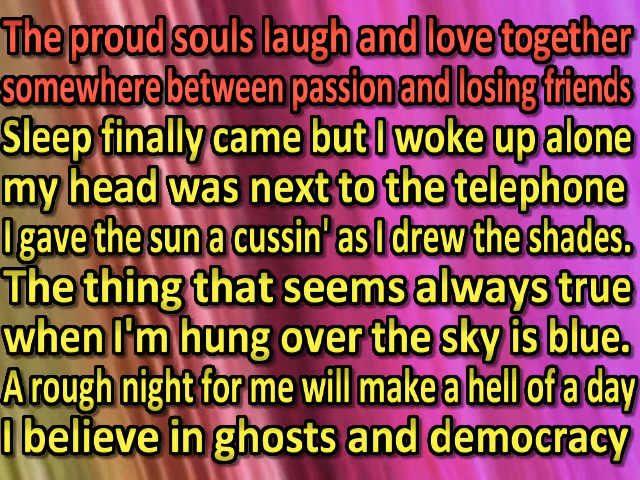 The proud souls laugh and love together
somewhere between passion and losing friends
Sleep finally came but I woke up alone
my head was next to the telephone
I gave the sun a cussin' as I drew the shades.
The thing that seems always true
when I'm hung over the sky is blue.
A rough night for me will make a hell of a day
I believe in ghosts and democracy